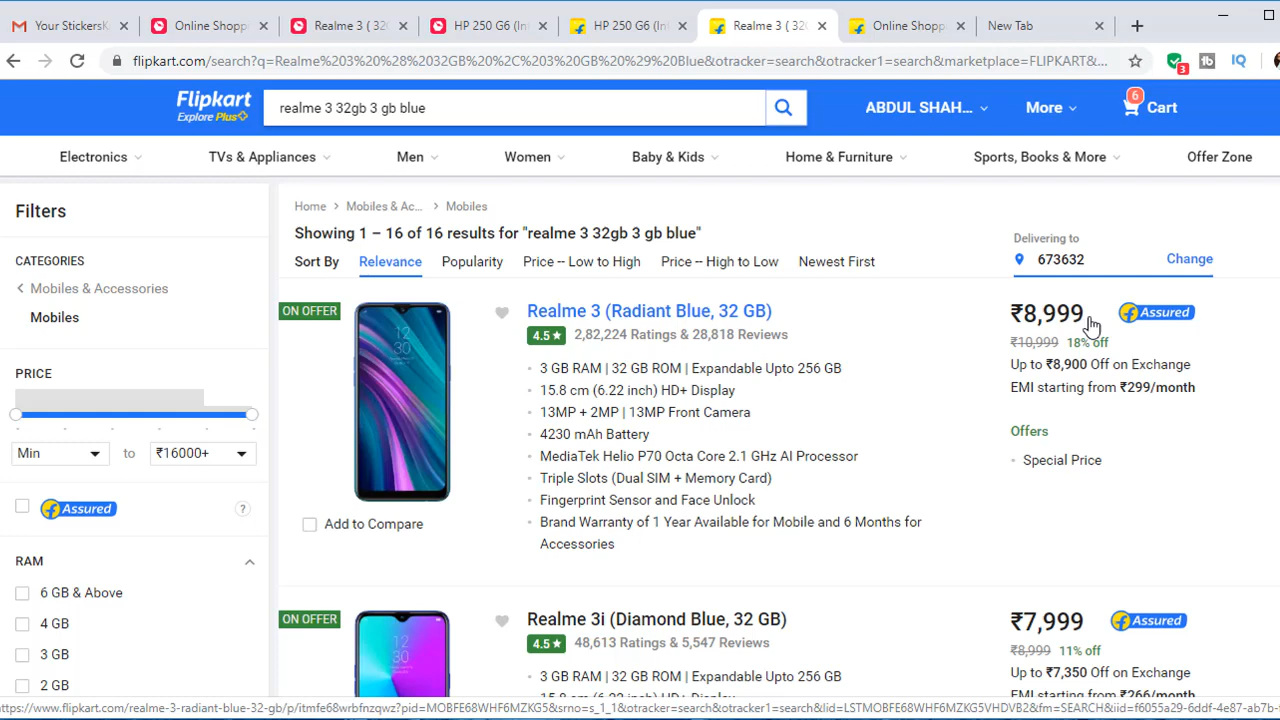 Your StickersK
Online Shopp
Realme 3 ( 32
HP 250 G6 (In
HP 250 G6 (In
Realme 3 ( 32
Online Shopp
New Tab
flipkart.com/search?q=Realme%203%20%28%2032GB%20%2C%203%20GB%20%29%20Blue&otracker=search&otracker1=search&marketplace=FLIPKART&...
3
tb
IQ
Flipkart
Explore Plus
realme 3 32gb 3 gb blue
ABDUL SHAH...
More
6
Cart
Electronics
TVs & Appliances
Men
Women
Baby & Kids
Home & Furniture
Sports, Books & More
Offer Zone
Filters
CATEGORIES
Mobiles & Accessories
Mobiles
PRICE
Min
to
₹16000+
Assured
?
RAM
6 GB & Above
4 GB
3 GB
2 GB
Home
Mobiles & Ac...
Mobiles
Showing 1 – 16 of 16 results for "realme 3 32gb 3 gb blue"
Sort By
Relevance
Popularity
Price -- Low to High
Price -- High to Low
Newest First
Delivering to
673632
Change
ON OFFER
12
30
Add to Compare
Realme 3 (Radiant Blue, 32 GB)
4.5★
2,82,224 Ratings & 28,818 Reviews
3 GB RAM | 32 GB ROM | Expandable Upto 256 GB
15.8 cm (6.22 inch) HD+ Display
13MP + 2MP | 13MP Front Camera
4230 mAh Battery
MediaTek Helio P70 Octa Core 2.1 GHz AI Processor
Triple Slots (Dual SIM + Memory Card)
Fingerprint Sensor and Face Unlock
Brand Warranty of 1 Year Available for Mobile and 6 Months for
Accessories
₹8,999
Assured
₹10,999 18% off
Up to ₹8,900 Off on Exchange
EMI starting from ₹299/month
Offers
Special Price
ON OFFER
12
30
Realme 3i (Diamond Blue, 32 GB)
4.5★
48,613 Ratings & 5,547 Reviews
3 GB RAM | 32 GB ROM | Expandable Upto 256 GB
15.8 cm (6.22 inch) HD+ Display
₹7,999
Assured
₹8,999 11% off
Up to ₹7,350 Off on Exchange
EMI starting from ₹266/month
https://www.flipkart.com/realme-3-radiant-blue-32-gb/p/itmfe68wrbfnzqwz?pid=MOBFE68WHF6MZKG5&srno=s_1_1&otracker=search&otracker1=search&lid=LSTMOBFE68WHF6MZKG5VHDVB2&fm=SEARCH&iid=f6055a29-6ddf-4e87-ab7b-